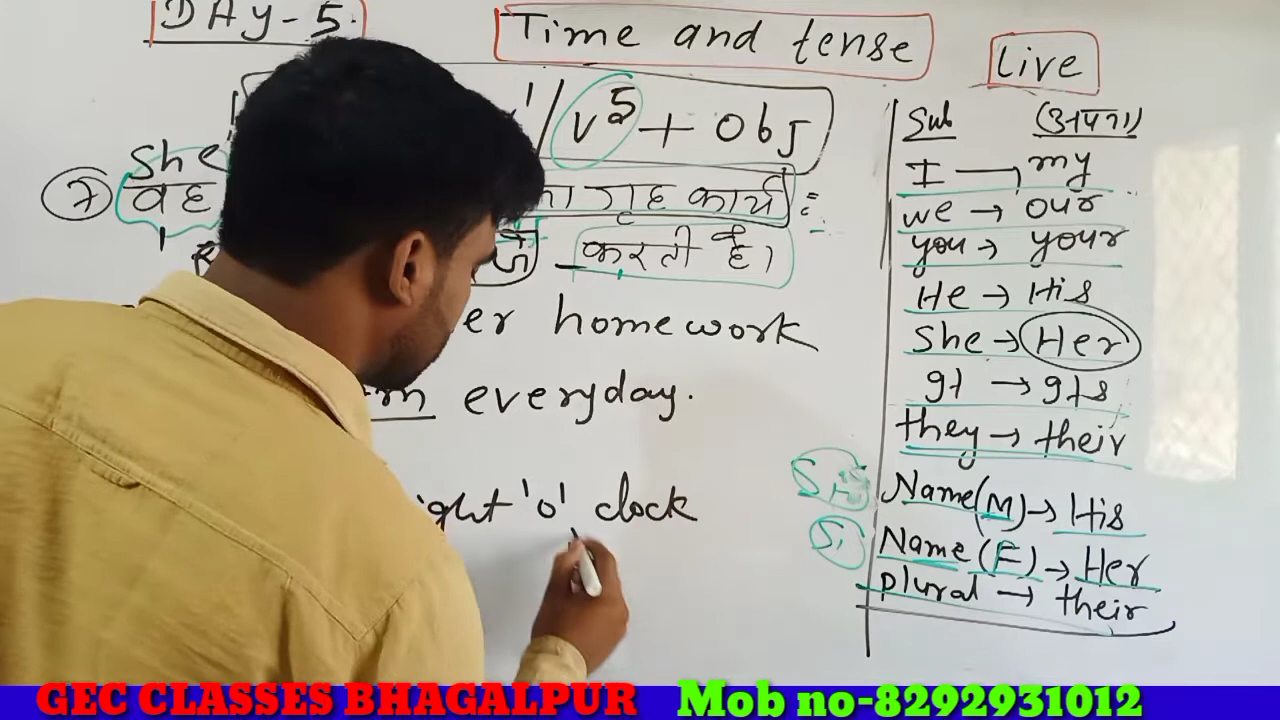 DAY-5
Time and tense
Live
V5 + Obj
Sub (अपना)
I → my
we → our
you → your
He → His
she → Her
gt → gts
they → their
Name(M) → His
Name (F) → Her
plural → their
she
7 वह का गृह कार्य :
करती है।
er homework
everyday.
ight 'o' clock
GEC CLASSES BHAGALPUR Mob no-8292931012